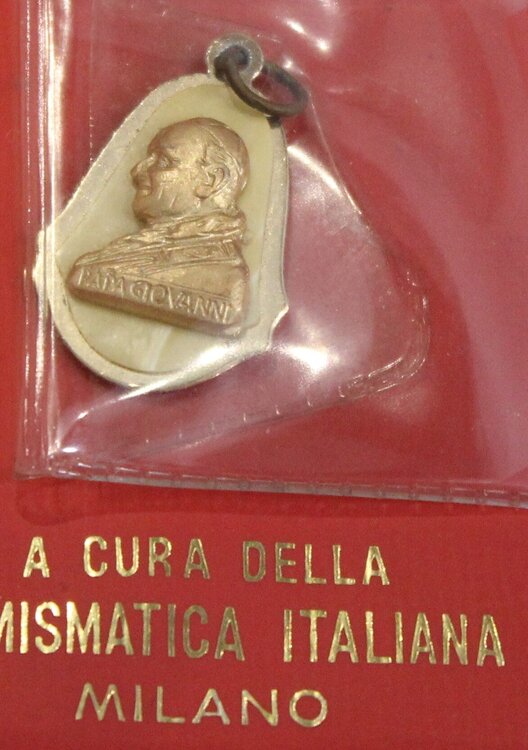 PAPA GIOVANNI
A CURA DELLA
MISMATICA ITALIANA
MILANO